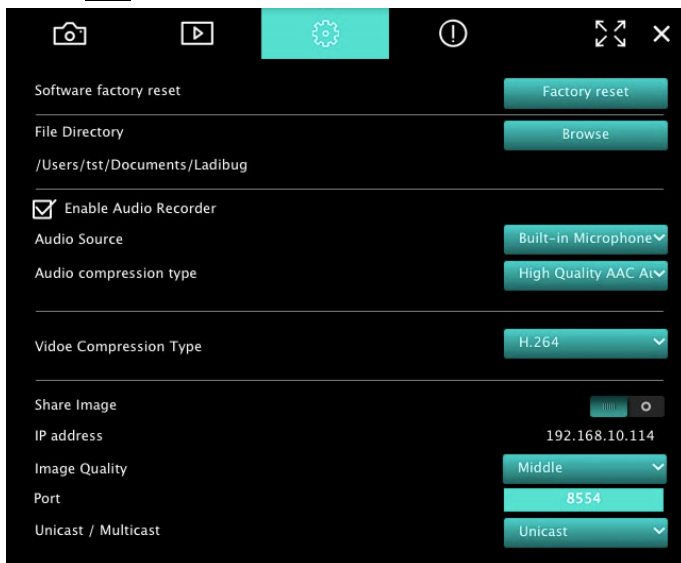 Software factory reset Factory reset
File Directory Browse
/Users/tst/Documents/Ladibug
Enable Audio Recorder
Audio Source Built-in Microphone
Audio compression type High Quality AAC Au
Vidoe Compression Type H.264
Share Image
IP address 192.168.10.114
Image Quality Middle
Port 8554
Unicast / Multicast Unicast